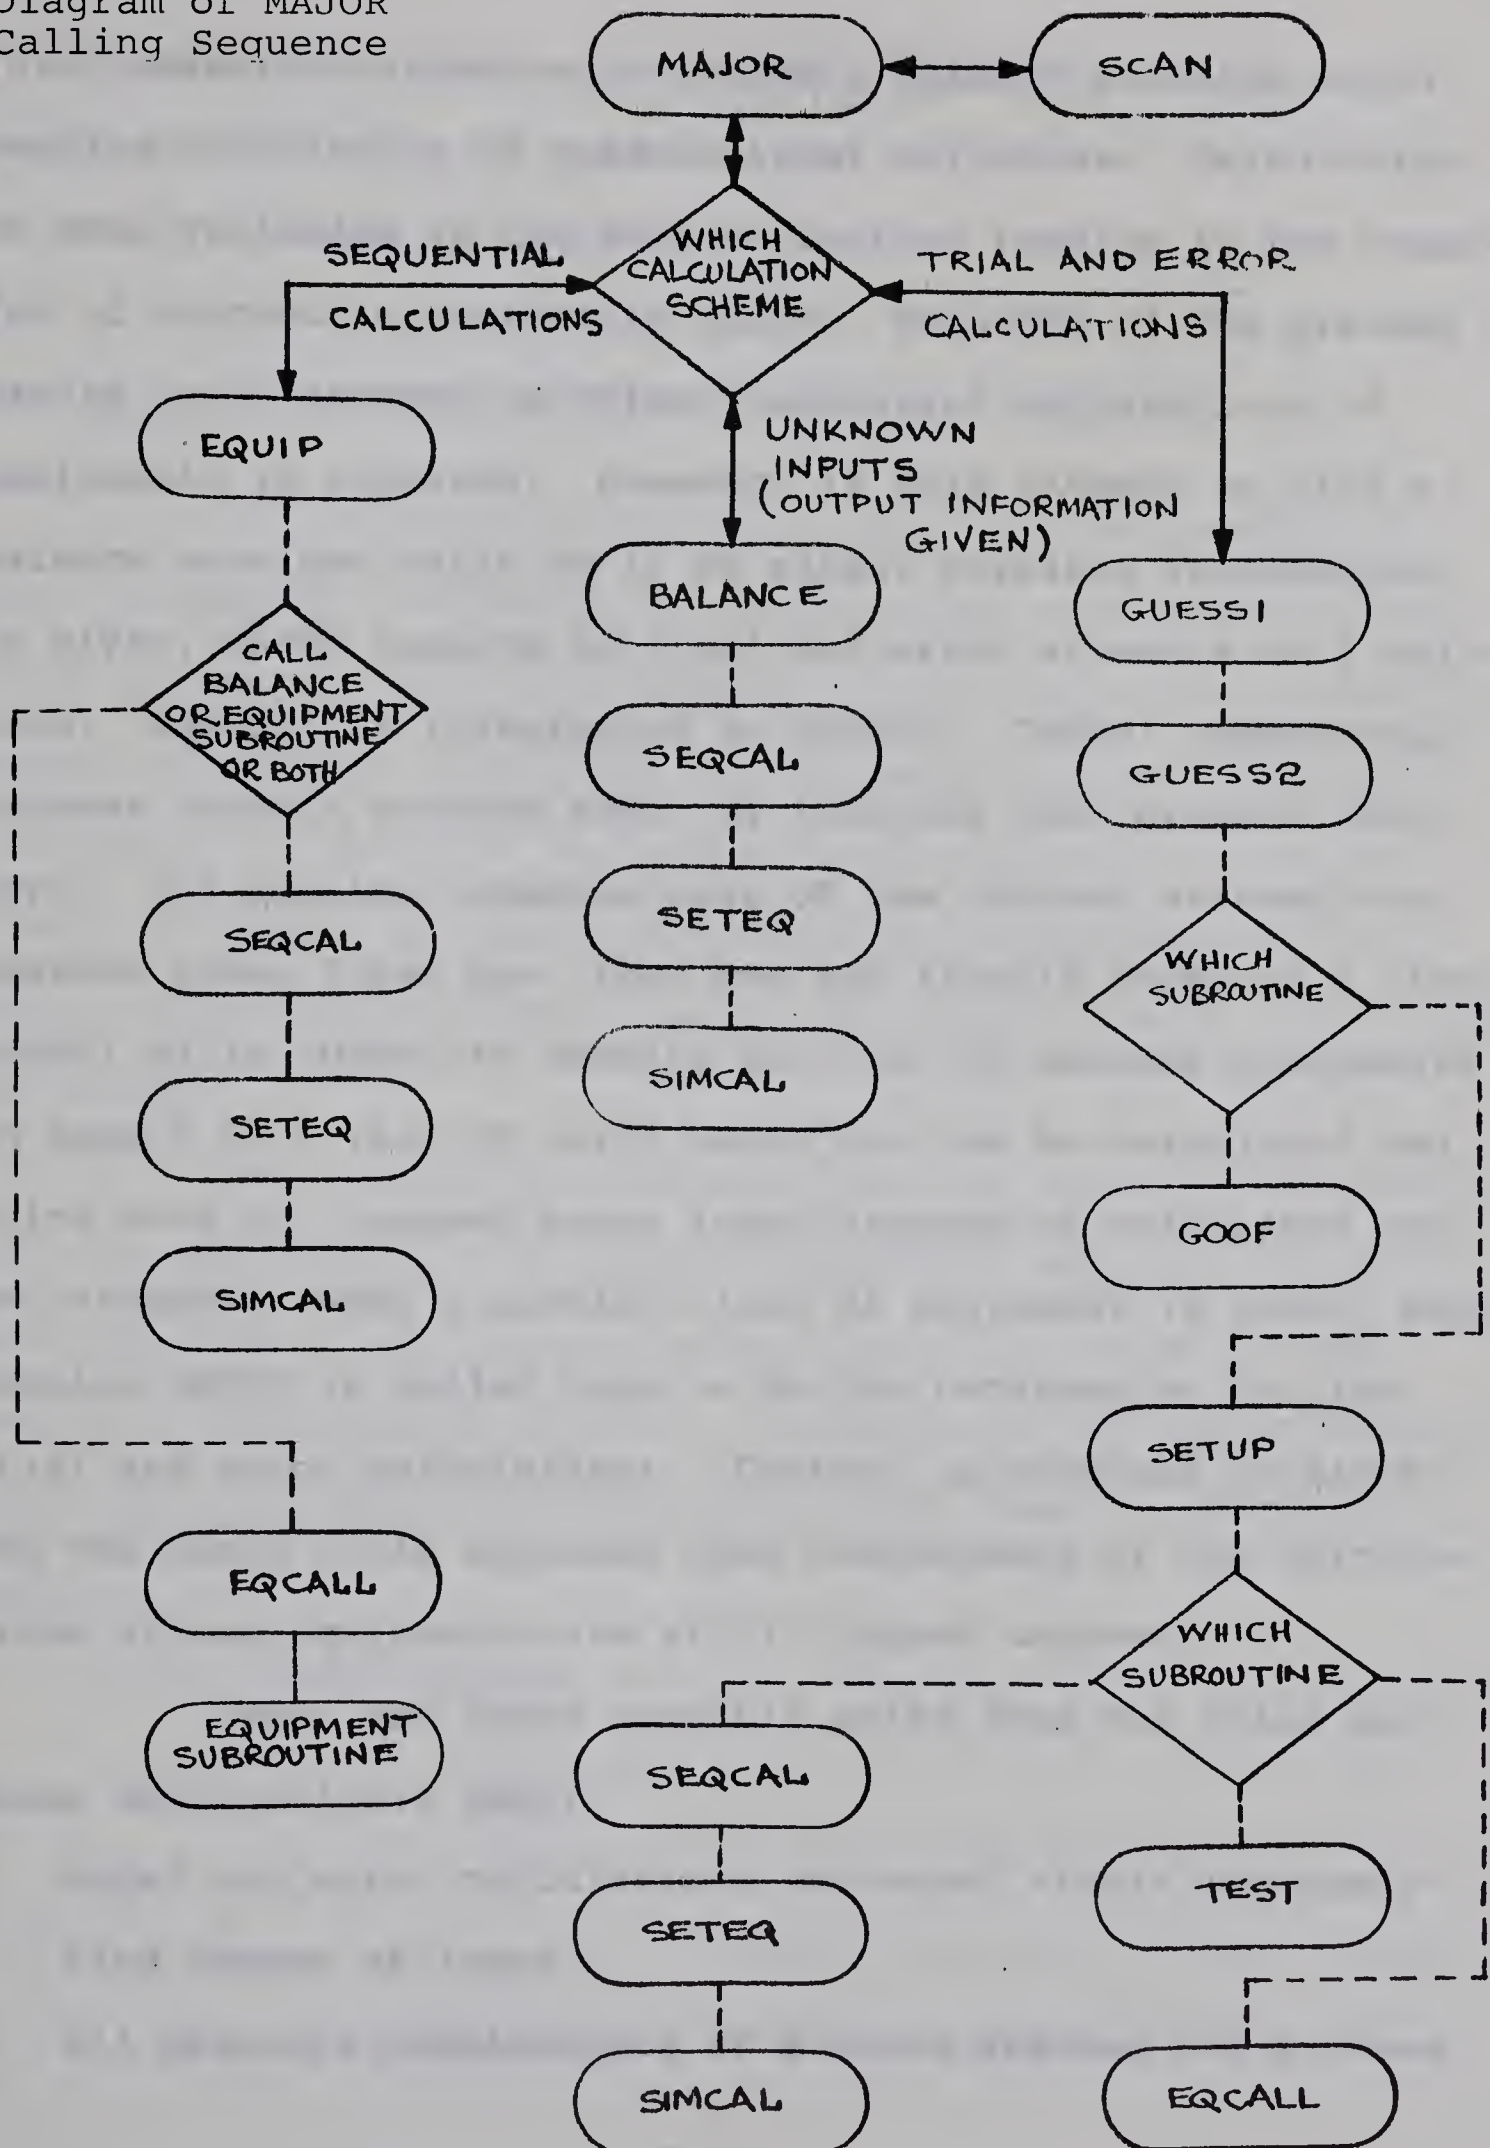 Diagram of MAJOR
Calling Sequence
MAJOR
SCAN
WHICH
CALCULATION
SCHEME
SEQUENTIAL
CALCULATIONS
TRIAL AND ERROR
CALCULATIONS
UNKNOWN
INPUTS
(OUTPUT INFORMATION
GIVEN)
EQUIP
CALL
BALANCE
OR EQUIPMENT
SUBROUTINE
OR BOTH
SEQCAL
SETEQ
SIMCAL
EQCALL
EQUIPMENT
SUBROUTINE
BALANCE
SEQCAL
SETEQ
SIMCAL
GUESS1
GUESS2
WHICH
SUBROUTINE
GOOF
SETUP
WHICH
SUBROUTINE
SEQCAL
SETEQ
SIMCAL
TEST
EQCALL